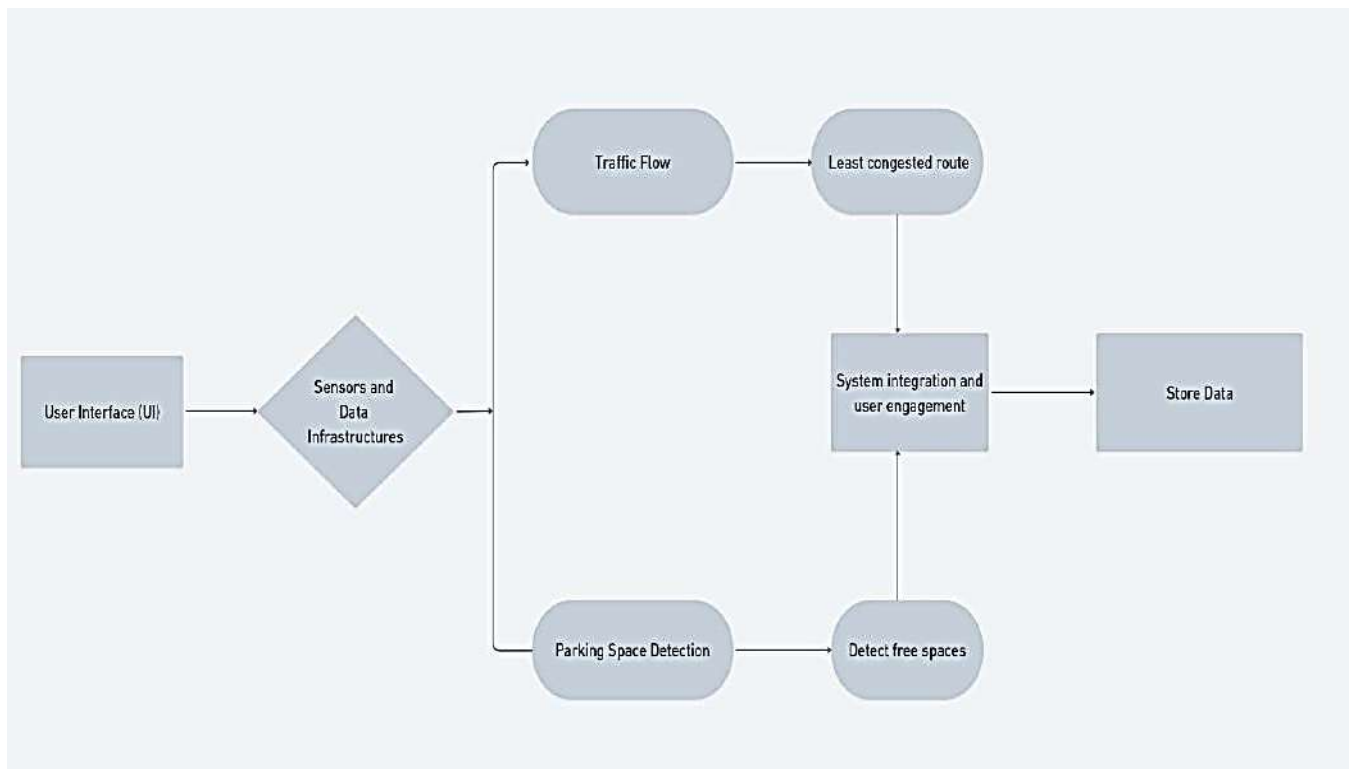 Traffic Flow
Least congested route
User Interface (UI)
Sensors and
Data
Infrastructures
System integration and
user engagement
Store Data
Parking Space Detection
Detect free spaces